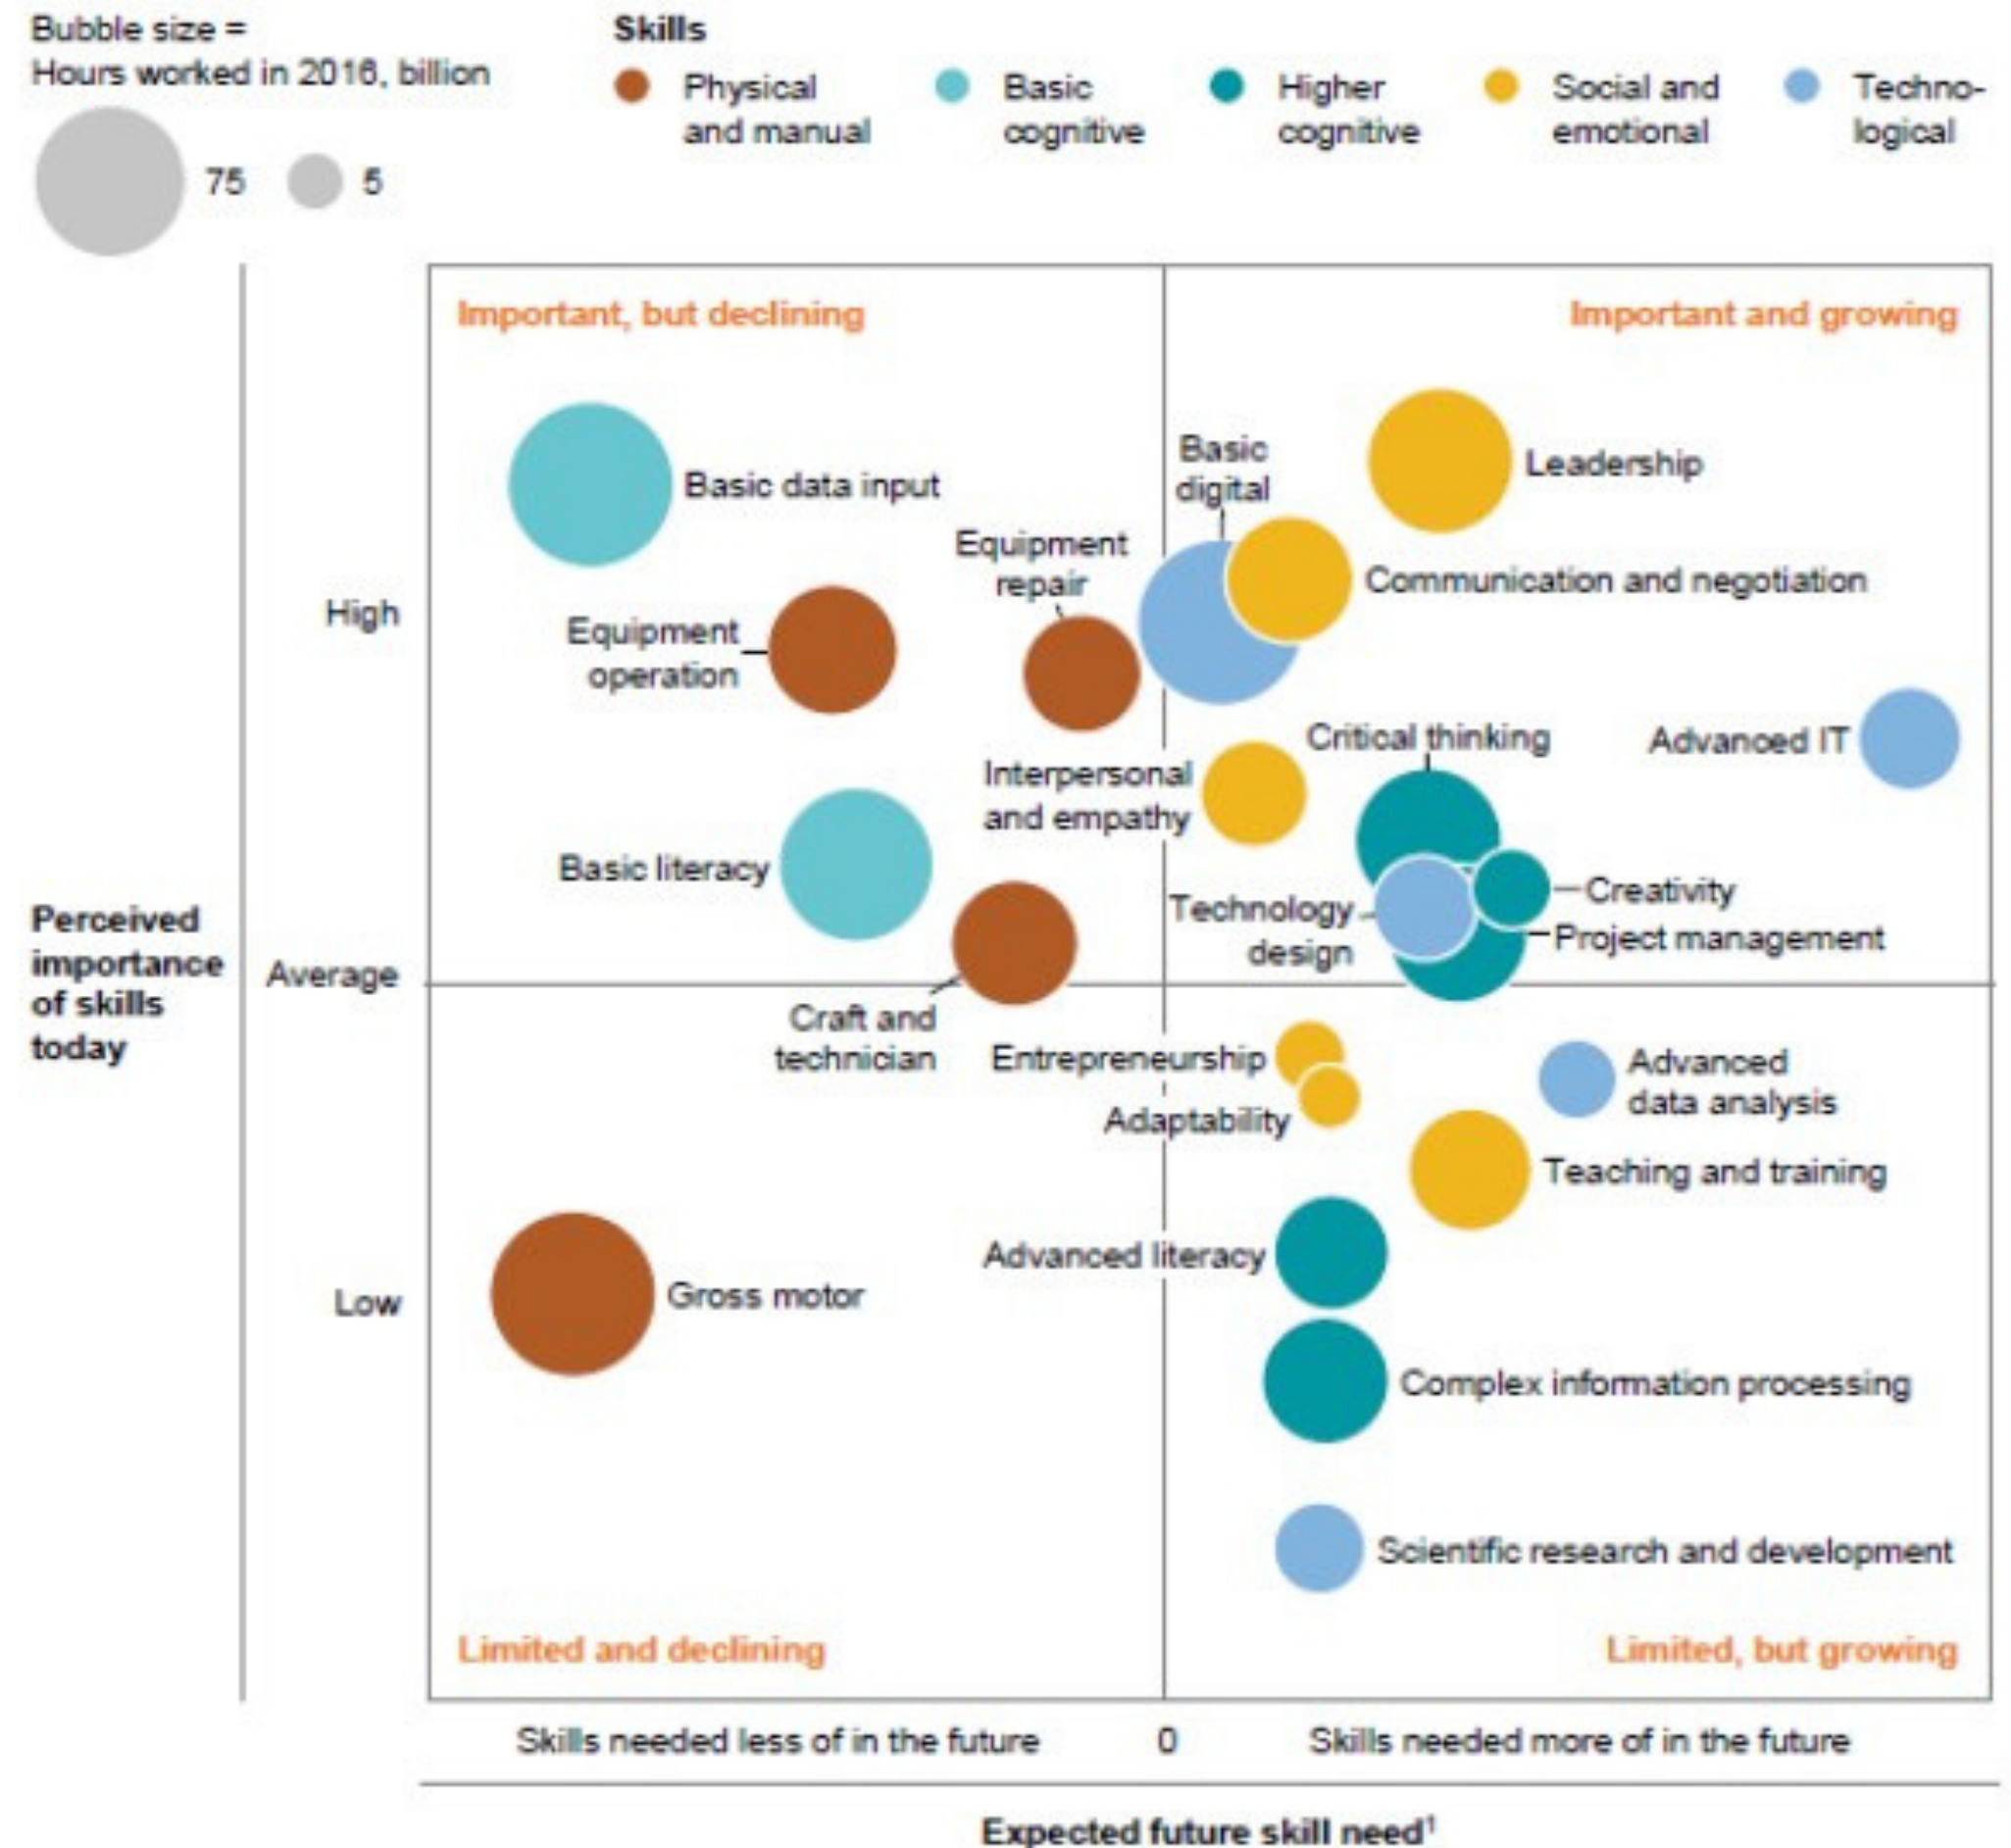 Bubble size =
Hours worked in 2016, billion
75
5
Skills
Physical
and manual
Basic
cognitive
Higher
cognitive
Social and
emotional
Techno-
logical
Important, but declining
Important and growing
Basic data input
Leadership
Basic
digital
Equipment
repair
Communication and negotiation
High
Equipment
operation
Critical thinking
Advanced IT
Interpersonal
and empathy
Basic literacy
Technology
design
Creativity
Project management
Perceived
importance
of skills
today
Average
Craft and
technician
Entrepreneurship
Adaptability
Advanced
data analysis
Teaching and training
Advanced literacy
Low
Gross motor
Complex information processing
Scientific research and development
Limited and declining
Limited, but growing
Skills needed less of in the future
0
Skills needed more of in the future
Expected future skill need¹